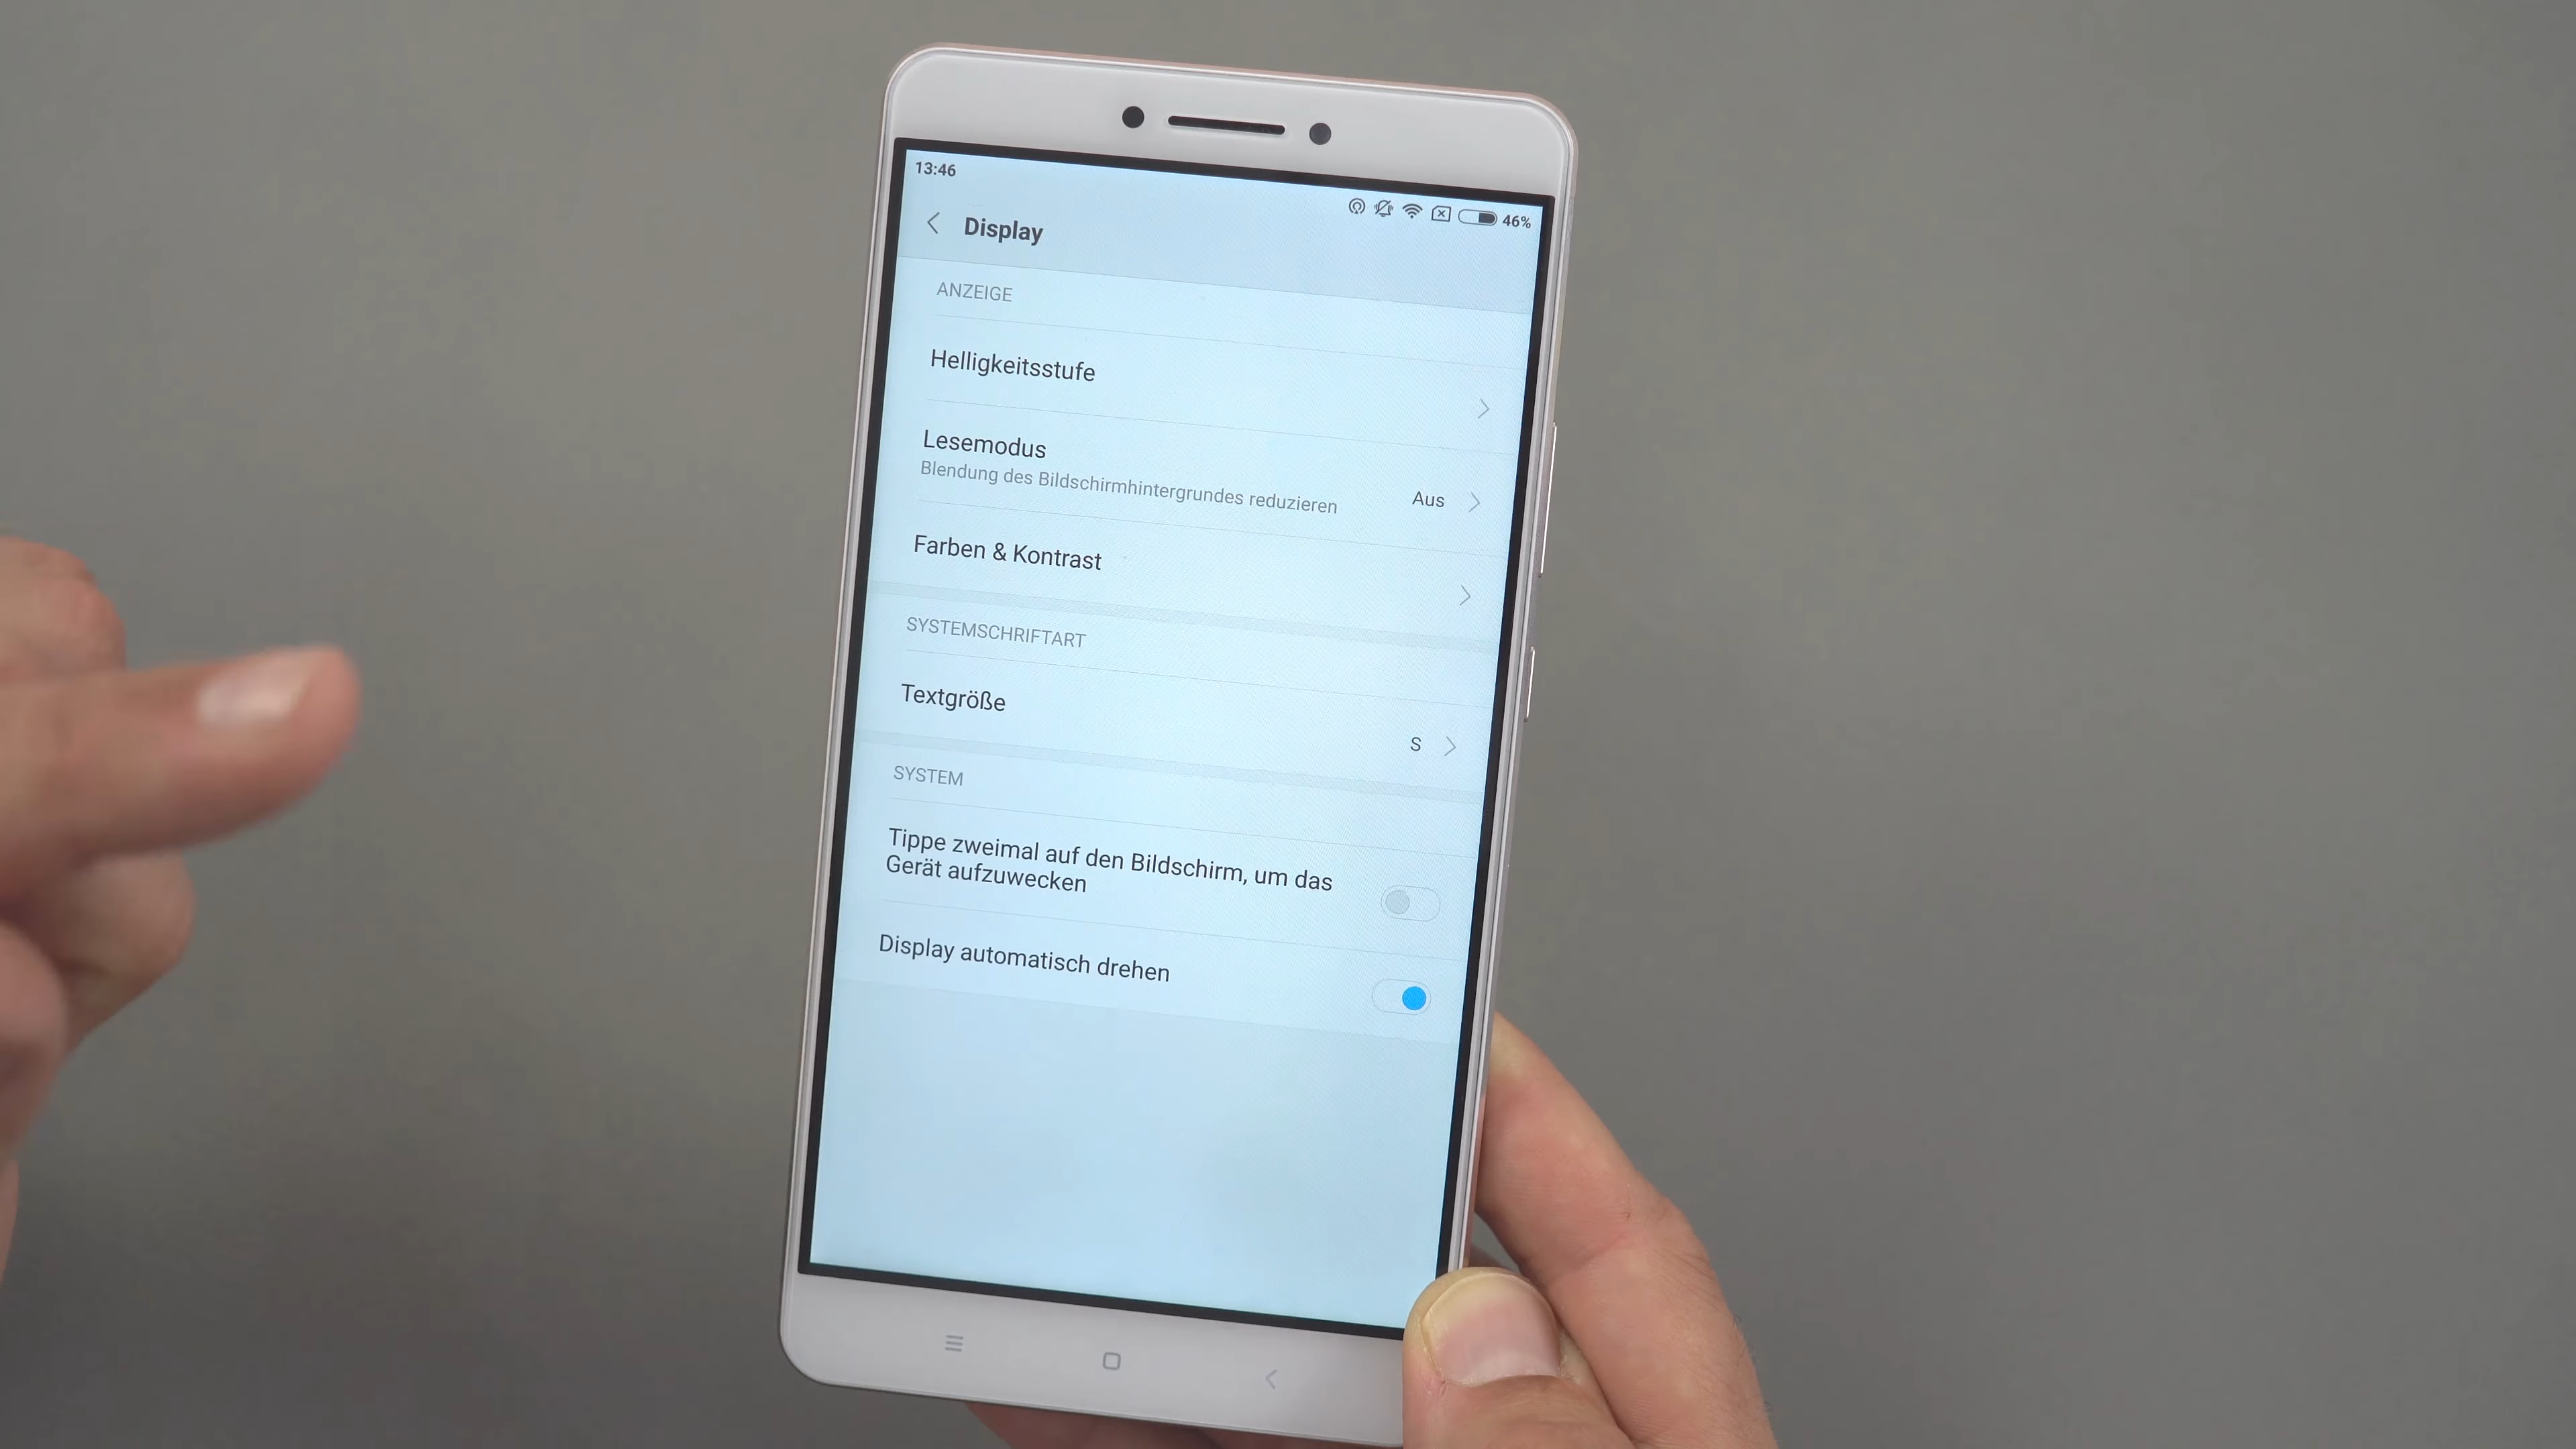 13:46
46%
Display
ANZEIGE
Helligkeitsstufe
Lesemodus
Blendung des Bildschirmhintergrundes reduzieren
Aus
Farben & Kontrast
SYSTEMSCHRIFTART
Textgröße
S
SYSTEM
Tippe zweimal auf den Bildschirm, um das
Gerät aufzuwecken
Display automatisch drehen